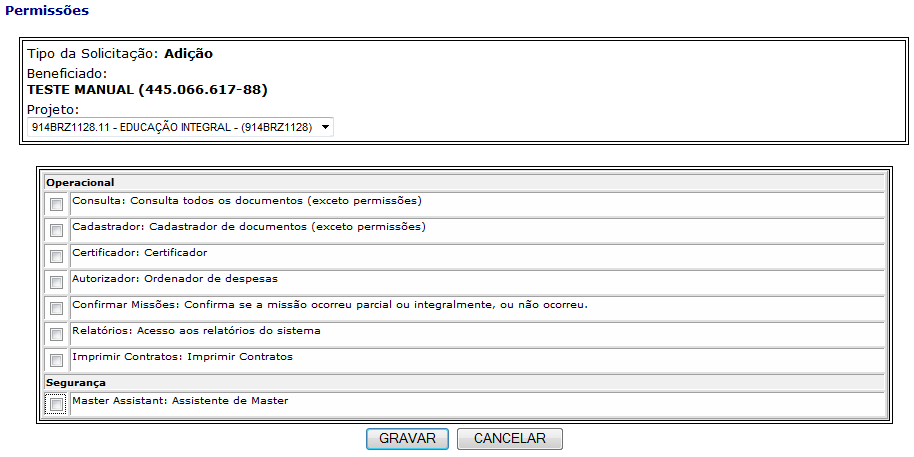 Permissões
Tipo da Solicitação: Adição
Beneficiado:
TESTE MANUAL (445.066.617-88)
Projeto:
914BRZ1128.11 - EDUCAÇÃO INTEGRAL - (914BRZ1128)
Operacional
Consulta: Consulta todos os documentos (exceto permissões)
Cadastrador: Cadastrador de documentos (exceto permissões)
Certificador: Certificador
Autorizador: Ordenador de despesas
Confirmar Missões: Confirma se a missão ocorreu parcial ou integralmente, ou não ocorreu.
Relatórios: Acesso aos relatórios do sistema
Imprimir Contratos: Imprimir Contratos
Segurança
Master Assistant: Assistente de Master
GRAVAR CANCELAR